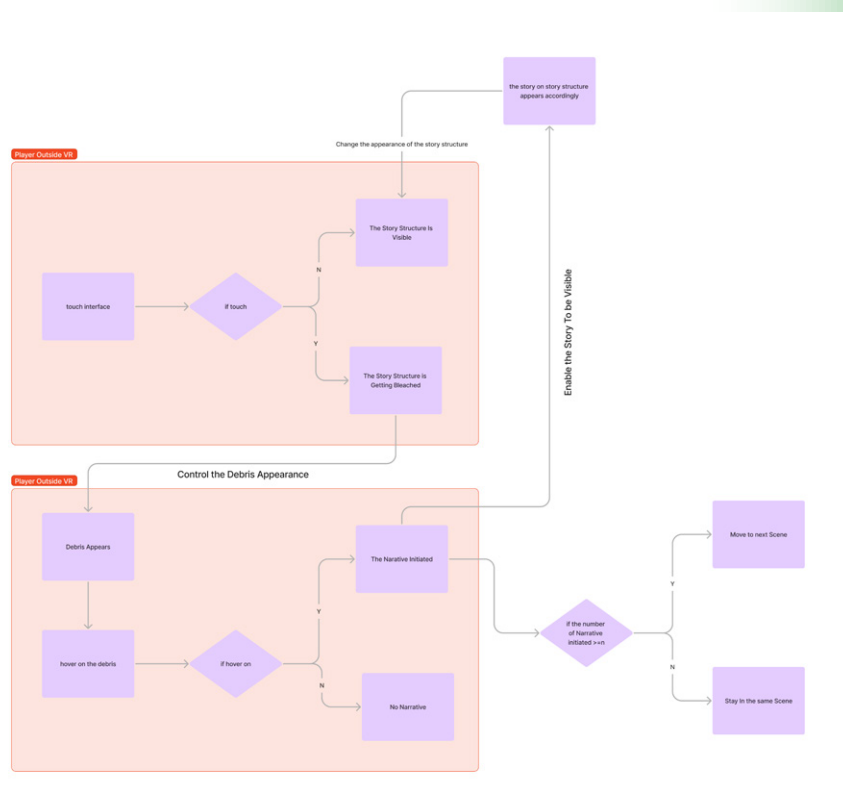 the story on story structure
appears accordingly
Change the appearance of the story structure
Player Outside VR
The Story Structure Is
Visible
N
touch interface
if touch
Y
The Story Structure is
Getting Bleached
Enable the Story To be Visible
Control the Debris Appearance
Player Outside VR
Debris Appears
The Narative Initiated
Move to next Scene
Y
Y
if the number
of Narrative
initiated >=n
hover on the debris
if hover on
N
N
No Narrative
Stay In the same Scene